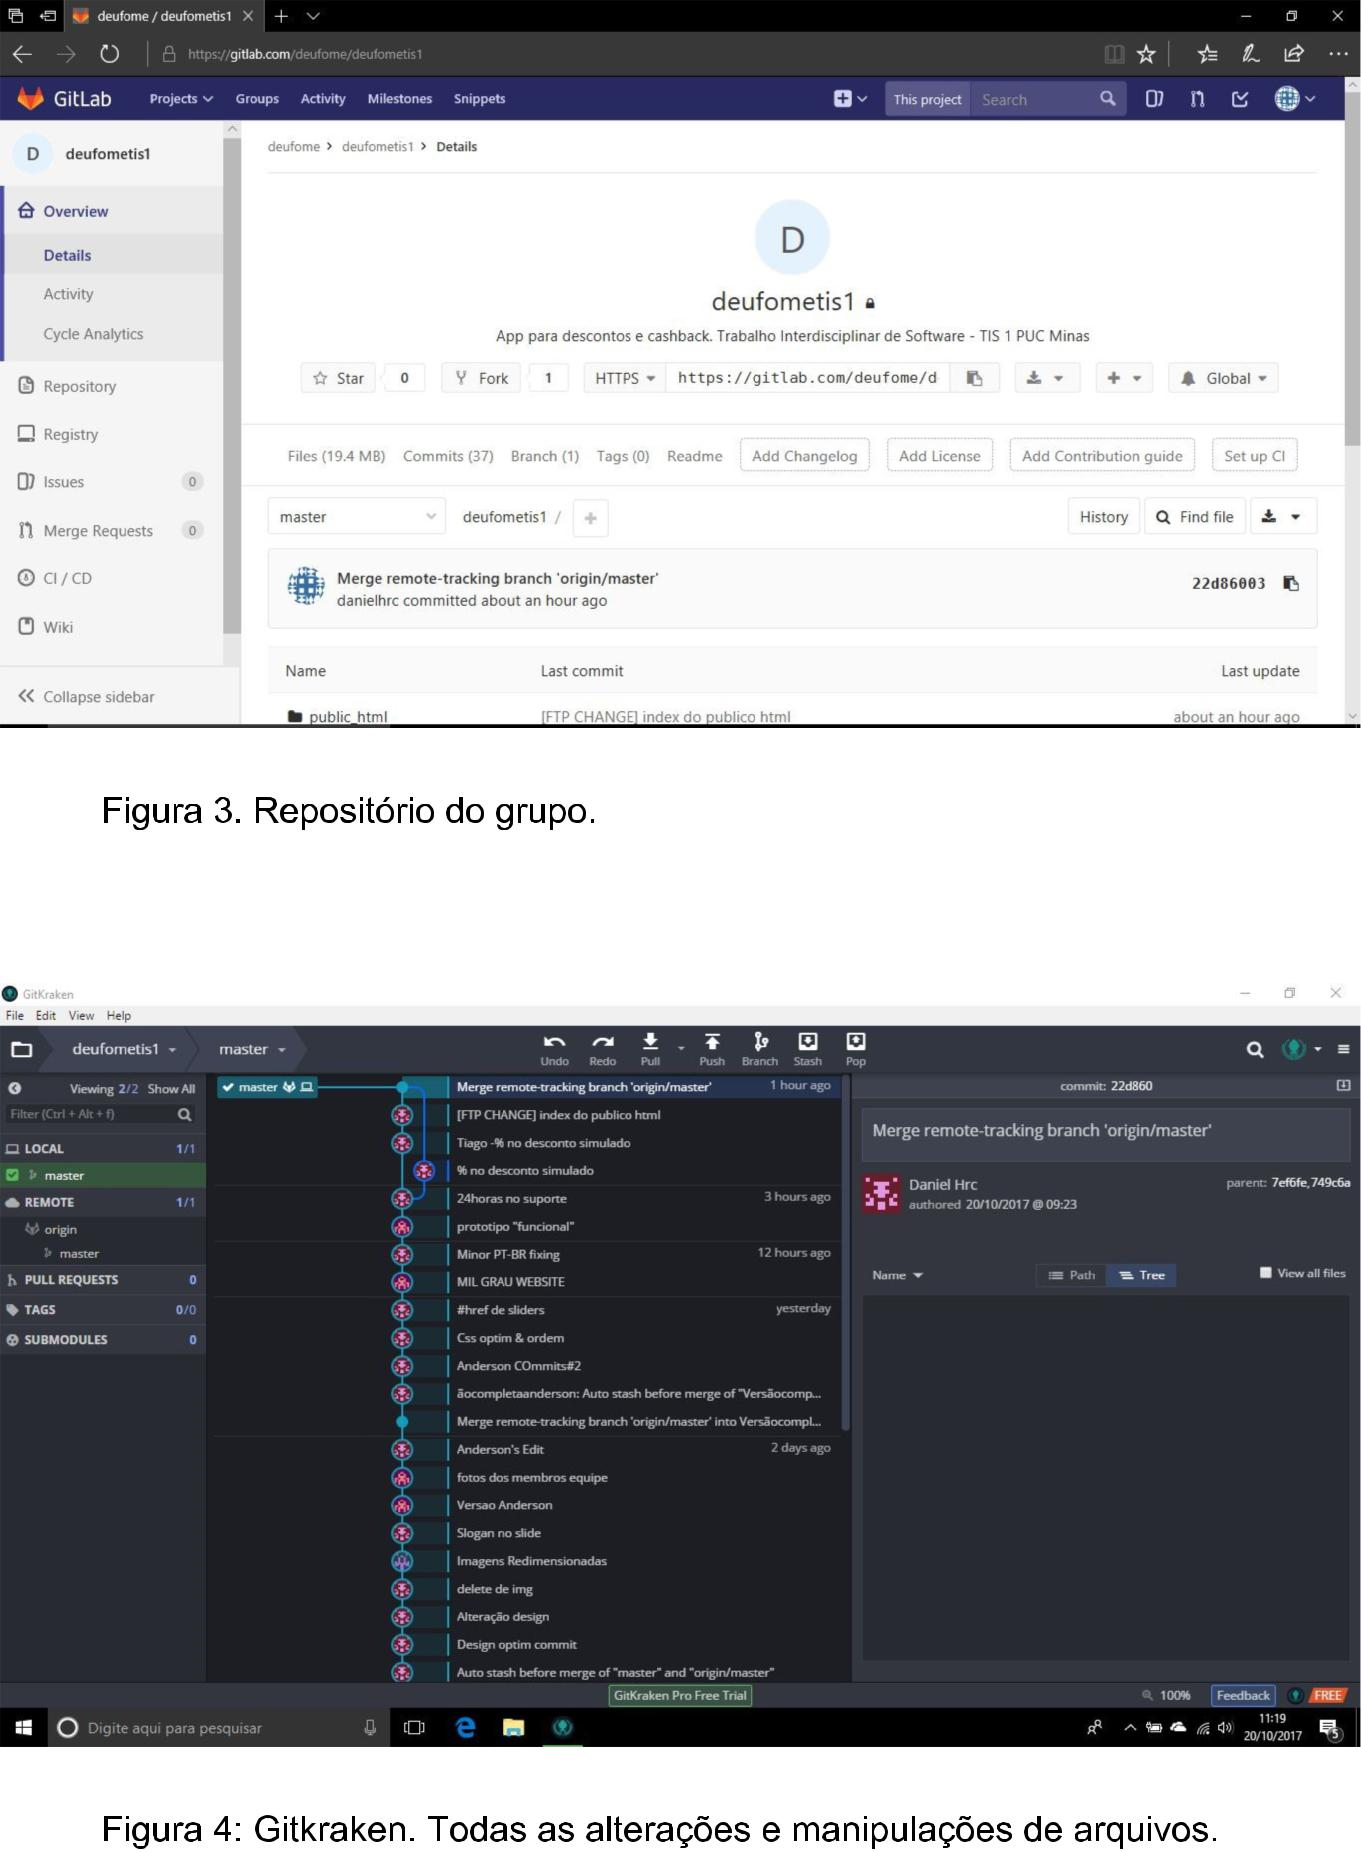 deufome / deufometis1
https://gitlab.com/deufome/deufometis1
GitLab Projects Groups Activity Milestones Snippets This project Search
D deufometis1
Overview
Details
Activity
Cycle Analytics
Repository
Registry
Issues 0
Merge Requests 0
CI / CD
Wiki
Collapse sidebar
deufome > deufometis1 > Details
D
deufometis1
App para descontos e cashback. Trabalho Interdisciplinar de Software - TIS 1 PUC Minas
Star 0 Fork 1 HTTPS https://gitlab.com/deufome/d Global
Files (19.4 MB) Commits (37) Branch (1) Tags (0) Readme Add Changelog Add License Add Contribution guide Set up CI
master deufometis1 / + History Find file
Merge remote-tracking branch 'origin/master'
danielhrc committed about an hour ago
22d86003
Name Last commit Last update
public_html [FTP CHANGE] index do publico html about an hour ago
Figura 3. Repositório do grupo.
GitKraken
File Edit View Help
deufometis1 master Undo Redo Pull Push Branch Stash Pop
Viewing 2/2 Show All
Filter (Ctrl + Alt + f)
LOCAL 1/1
master
REMOTE 1/1
origin
master
PULL REQUESTS 0
TAGS 0/0
SUBMODULES 0
master
Merge remote-tracking branch 'origin/master' 1 hour ago
[FTP CHANGE] index do publico html
Tiago -% no desconto simulado
% no desconto simulado
24horas no suporte 3 hours ago
prototipo "funcional"
Minor PT-BR fixing 12 hours ago
MIL GRAU WEBSITE
#href de sliders yesterday
Css optim & ordem
Anderson COmmits#2
ãocompletaanderson: Auto stash before merge of "Versãocomp...
Merge remote-tracking branch 'origin/master' into Versãocompl...
Anderson's Edit 2 days ago
fotos dos membros equipe
Versao Anderson
Slogan no slide
Imagens Redimensionadas
delete de img
Alteração design
Design optim commit
Auto stash before merge of "master" and "origin/master"
commit: 22d860
Merge remote-tracking branch 'origin/master'
Daniel Hrc
authored 20/10/2017 @ 09:23
parent: 7ef6fe,749c6a
Name Path Tree View all files
GitKraken Pro Free Trial 100% Feedback FREE
Digite aqui para pesquisar
11:19
20/10/2017
5
Figura 4: Gitkraken. Todas as alterações e manipulações de arquivos.